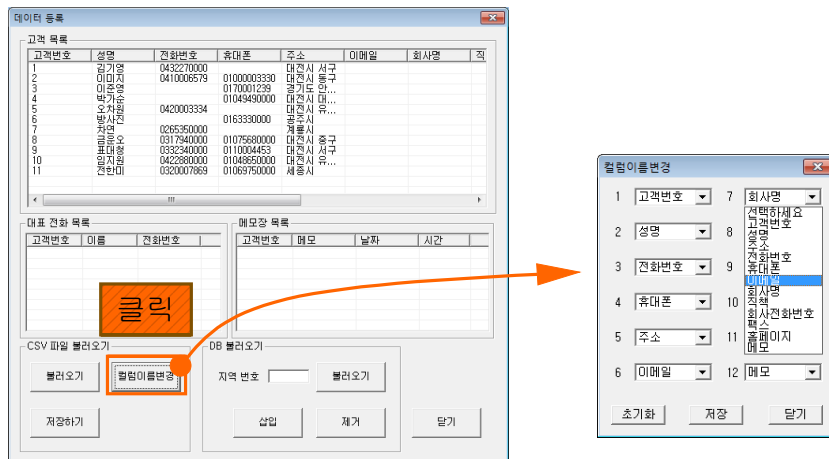 데이터 등록
고객 목록
고객번호 성명 전화번호 휴대폰 주소 이메일 회사명 직
1 김기영 0432270000 대전시 서구
2 이미지 0410006579 01000003330 대전시 동구
3 이준영 0170001239 경기도 안...
4 박가순 01049490000 대전시 대...
5 오차원 0420003334 대전시 유...
6 방사진 0163330000 공주시
7 차연 0265350000 계룡시
8 금운오 0317940000 01075680000 대전시 중구
9 표대청 0332340000 0110004453 대전시 서구
10 임지원 0422880000 01048650000 대전시 유...
11 전한미 0320007869 01069750000 세종시
대표 전화 목록
고객번호 이름 전화번호
메모장 목록
고객번호 메모 날짜 시간
클릭
CSV 파일 불러오기
불러오기 컬럼이름변경
저장하기
DB 불러오기
지역 번호 불러오기
삽입 제거 닫기
컬럼이름변경
1 고객번호 7 회사명
2 성명 8
3 전화번호 9
4 휴대폰 10
5 주소 11
6 이메일 12 메모
선택하세요
고객번호
성명
주소
전화번호
휴대폰
이메일
회사명
직책
회사전화번호
팩스
홈페이지
메모
초기화 저장 닫기